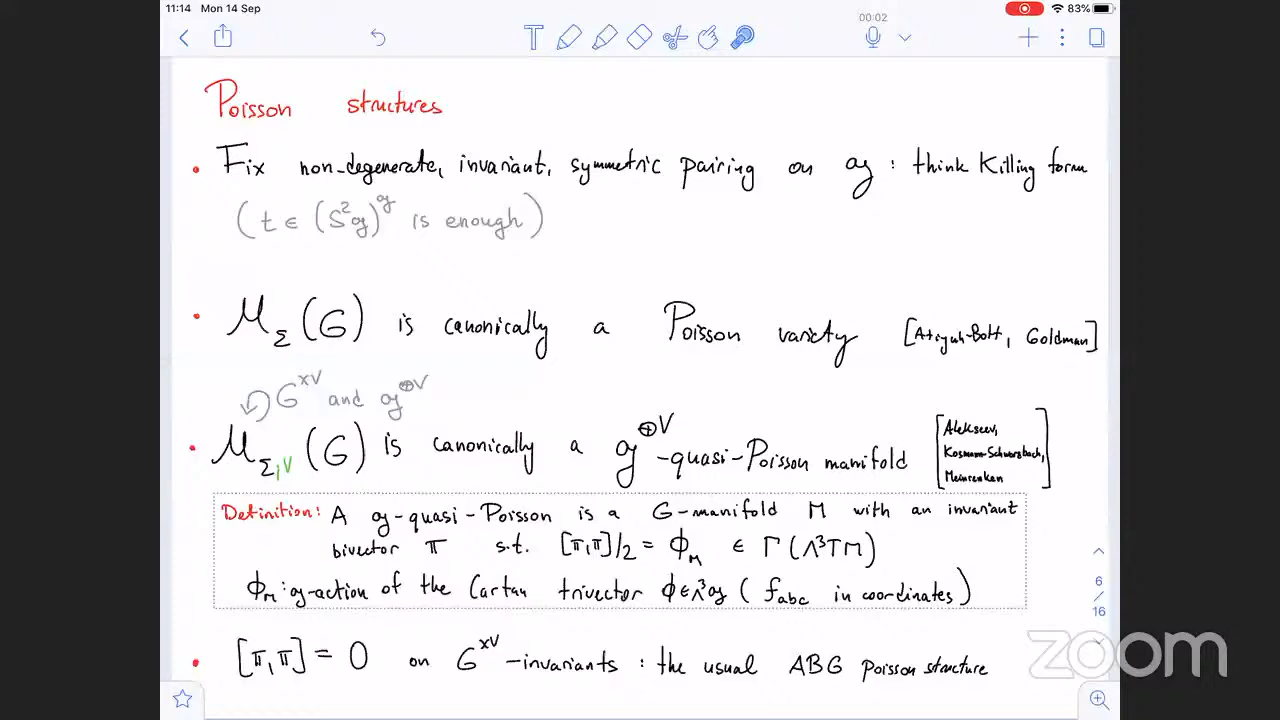 11:14 Mon 14 Sep
83%
00:02
Poisson structures
• Fix non-degenerate, invariant, symmetric pairing on 𝔤 : think Killing form
(t ∈ (S²𝔤)^𝔤 is enough)
• M_Σ(G) is canonically a Poisson variety [Atiyah-Bott, Goldman]
↺ G^{×V} and 𝔤^{⊕V}
• M_{Σ,V}(G) is canonically a 𝔤^{⊕V}-quasi-Poisson manifold [Alekseev,
Kosmann-Schwarzbach,
Meinrenken]
Definition: A 𝔤-quasi-Poisson is a G-manifold M with an invariant
bivector π s.t. [π,π]/2 = ϕ_M ∈ Γ(Λ³TM)
ϕ_M : 𝔤-action of the Cartan trivector ϕ∈Λ³𝔤 (f_{abc} in coordinates)
• [π,π] = 0 on G^{×V}-invariants : the usual ABG Poisson structure
6
/
16
zoom